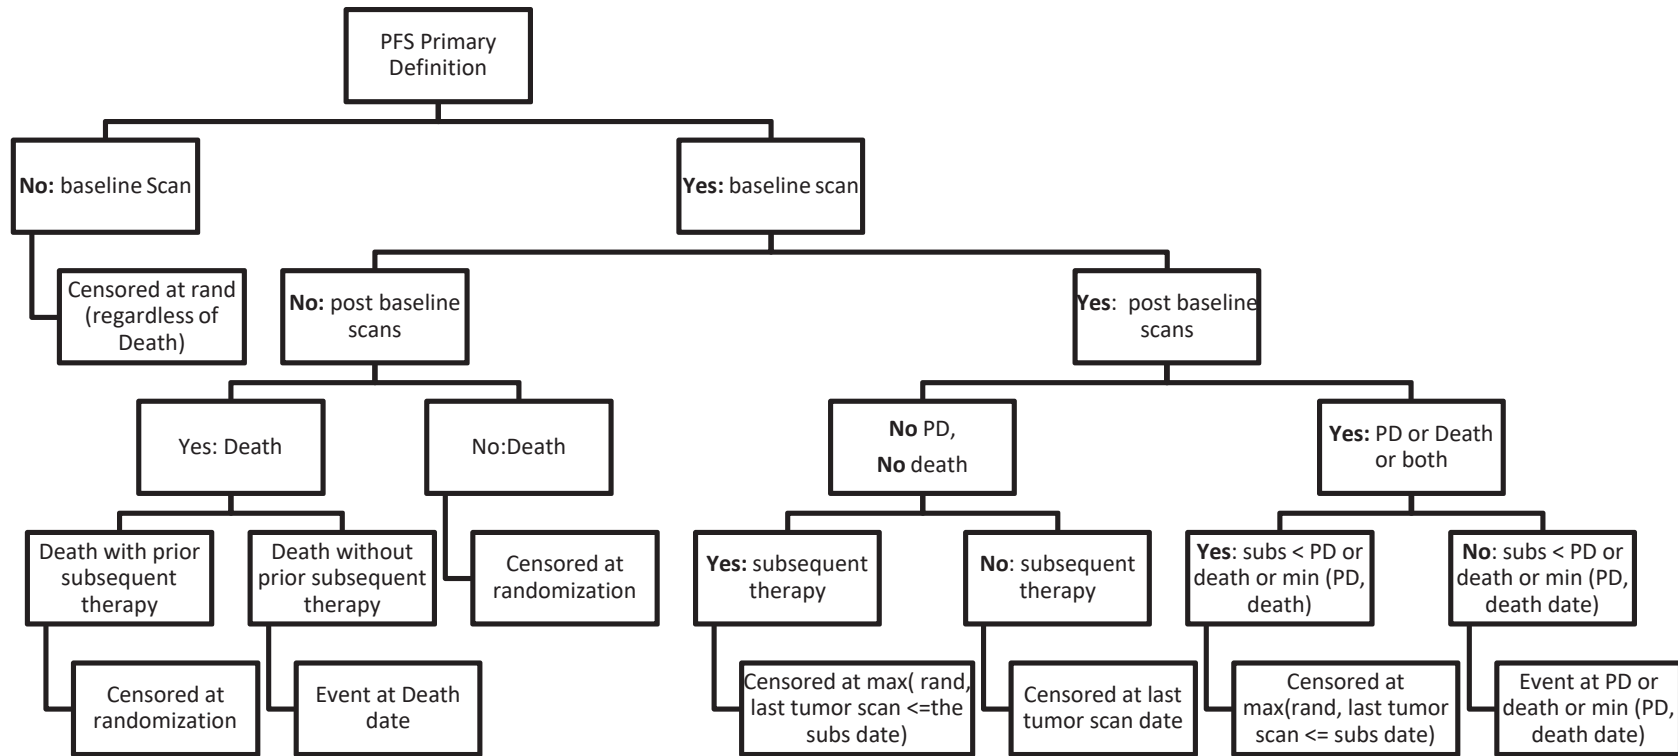 PFS Primary
Definition
No: baseline Scan
Yes: baseline scan
Censored at rand
(regardless of
Death)
No: post baseline
scans
Yes:  post baseline
scans
Yes: Death
No:Death
No PD,
No death
Yes: PD or Death
or both
Death with prior
subsequent
therapy
Death without
prior subsequent
therapy
Censored at
randomization
Yes: subsequent
therapy
No: subsequent
therapy
Yes: subs < PD or
death or min (PD,
death)
No: subs < PD or
death or min (PD,
death date)
Censored at
randomization
Event at Death
date
Censored at max( rand,
last tumor scan <=the
subs date)
Censored at last
tumor scan date
Censored at
max(rand, last tumor
scan <= subs date)
Event at PD or
death or min (PD,
death date)